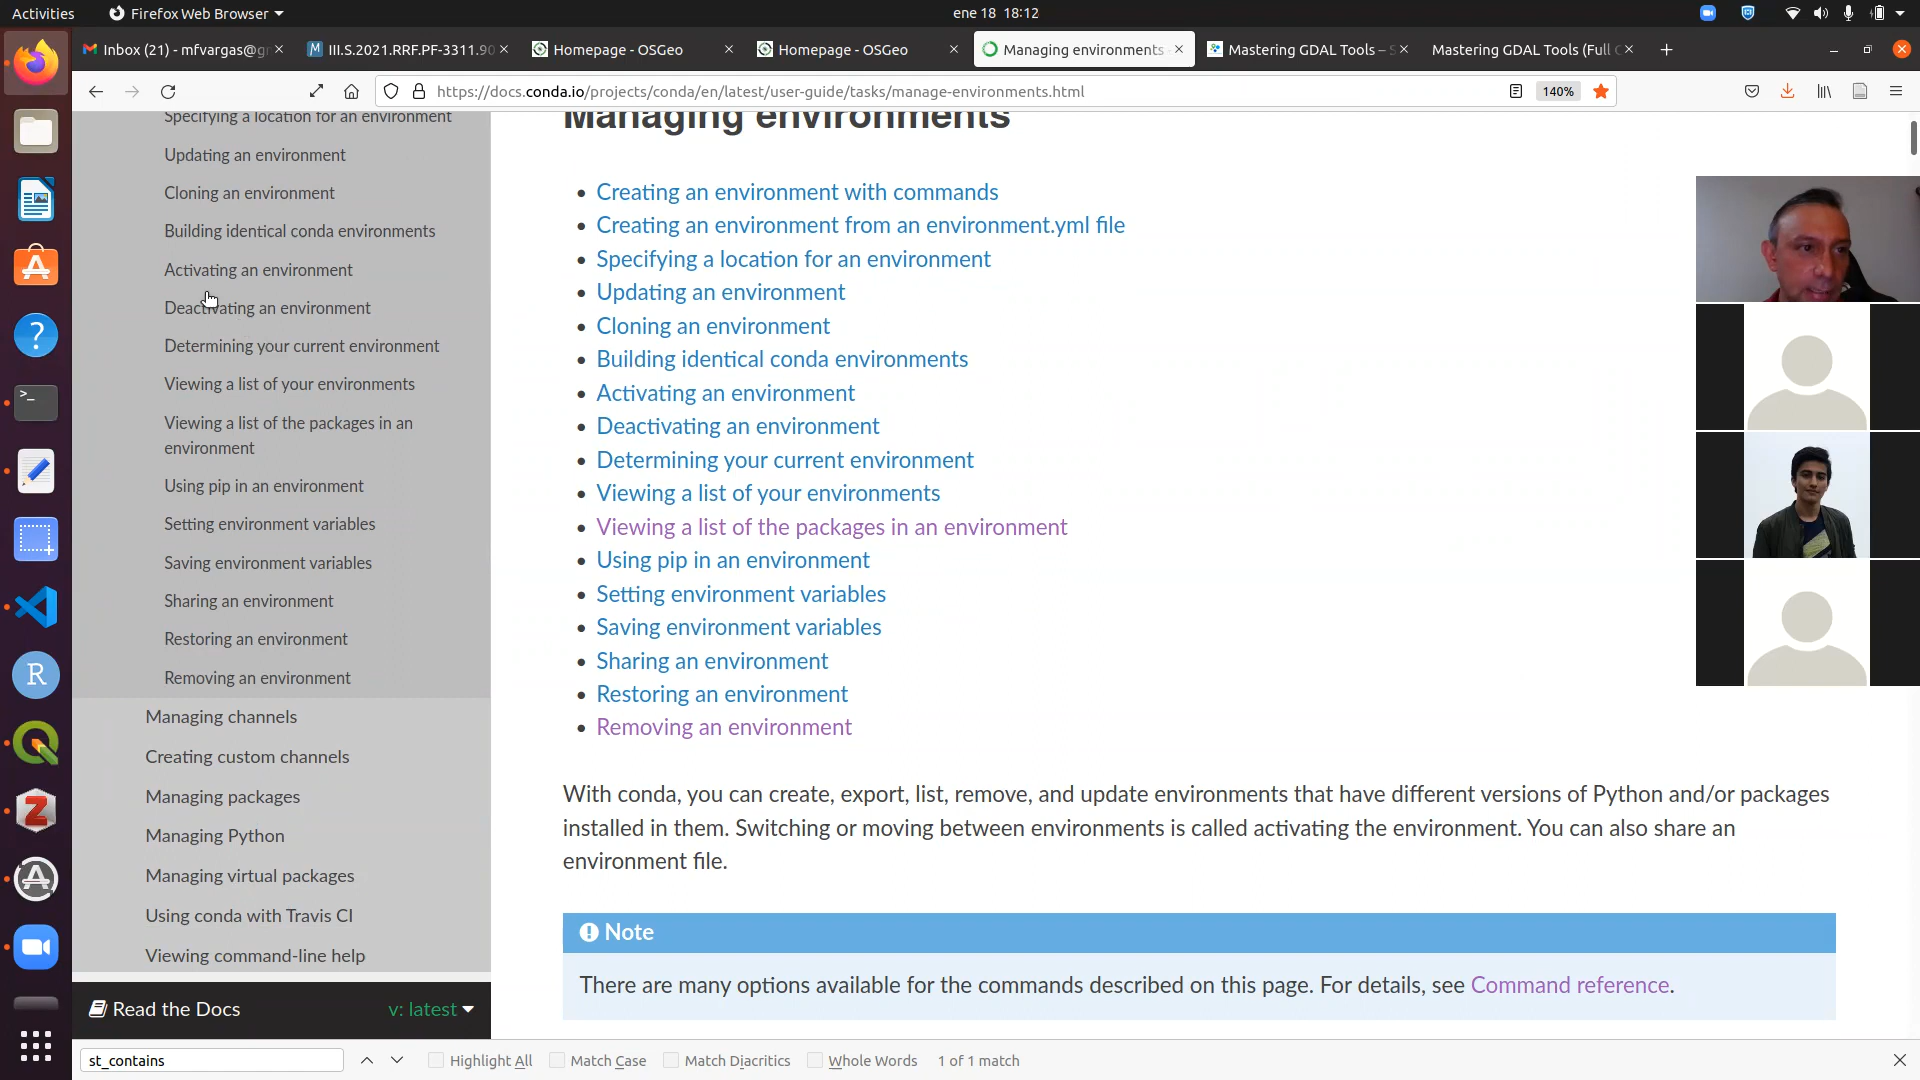 Activities
Firefox Web Browser
ene 18 18:12
Inbox (21) - mfvargas@g
III.S.2021.RRF.PF-3311.90
Homepage - OSGeo
Homepage - OSGeo
Managing environments
Mastering GDAL Tools – S
Mastering GDAL Tools (Full C
https://docs.conda.io/projects/conda/en/latest/user-guide/tasks/manage-environments.html
140%
Specifying a location for an environment
Updating an environment
Cloning an environment
Building identical conda environments
Activating an environment
Deactivating an environment
Determining your current environment
Viewing a list of your environments
Viewing a list of the packages in an
environment
Using pip in an environment
Setting environment variables
Saving environment variables
Sharing an environment
Restoring an environment
Removing an environment
Managing channels
Creating custom channels
Managing packages
Managing Python
Managing virtual packages
Using conda with Travis CI
Viewing command-line help
Read the Docs
v: latest
Managing environments
Creating an environment with commands
Creating an environment from an environment.yml file
Specifying a location for an environment
Updating an environment
Cloning an environment
Building identical conda environments
Activating an environment
Deactivating an environment
Determining your current environment
Viewing a list of your environments
Viewing a list of the packages in an environment
Using pip in an environment
Setting environment variables
Saving environment variables
Sharing an environment
Restoring an environment
Removing an environment
With conda, you can create, export, list, remove, and update environments that have different versions of Python and/or packages
installed in them. Switching or moving between environments is called activating the environment. You can also share an
environment file.
Note
There are many options available for the commands described on this page. For details, see Command reference.
st_contains
Highlight All
Match Case
Match Diacritics
Whole Words
1 of 1 match